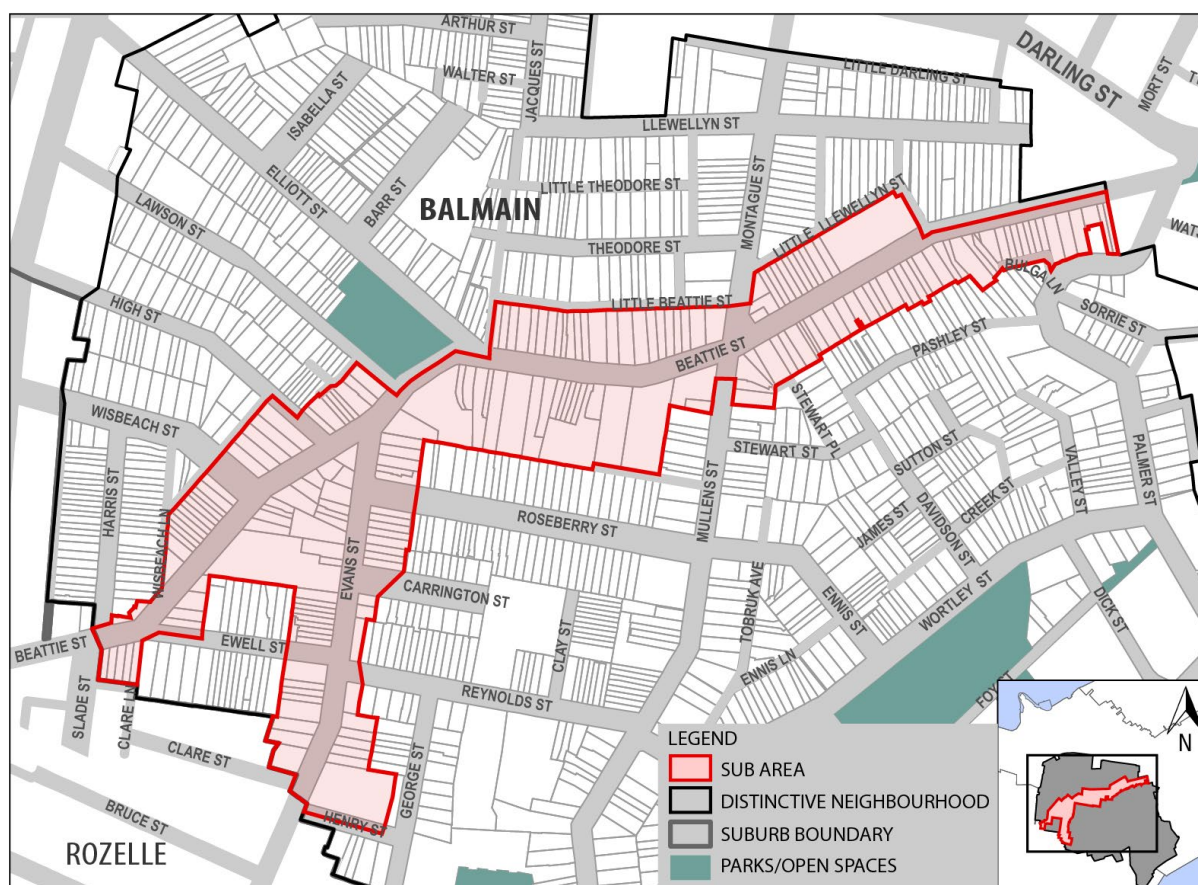 ARTHUR ST
WALTER ST
JACQUES ST
LITTLE DARLING ST
DARLING ST
MORT ST
ISABELLA ST
LLEWELLYN ST
ELLIOTT ST
BARR ST
BALMAIN
LITTLE THEODORE ST
MONTAGUE ST
LITTLE LLEWELLYN ST
LAWSON ST
THEODORE ST
BULGA LN
HIGH ST
LITTLE BEATTIE ST
SORRIE ST
BEATTIE ST
PASHLEY ST
WISBEACH ST
STEWART PL
STEWART ST
SUTTON ST
VALLEY ST
PALMER ST
HARRIS ST
WISBEACH LN
MULLENS ST
CREEK ST
JAMES ST
DAVIDSON ST
ROSEBERRY ST
EVANS ST
CARRINGTON ST
TOBRUK AVE
ENNIS ST
WORTLEY ST
DICK ST
BEATTIE ST
EWELL ST
CLAY ST
ENNIS LN
REYNOLDS ST
SLADE ST
CLARE LN
CLARE ST
GEORGE ST
HENRY ST
BRUCE ST
ROZELLE
LEGEND
SUB AREA
DISTINCTIVE NEIGHBOURHOOD
SUBURB BOUNDARY
PARKS/OPEN SPACES
N